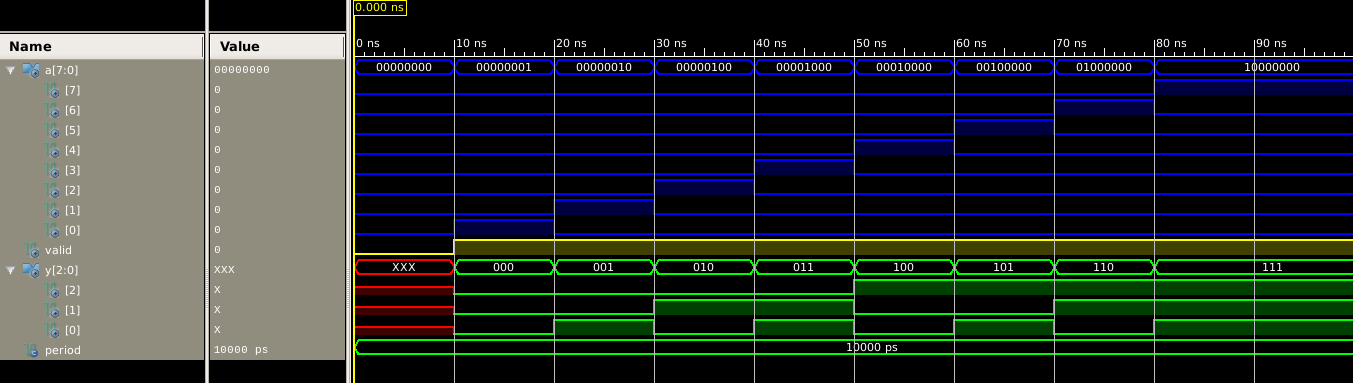 0.000 ns
Name Value 0 ns 10 ns 20 ns 30 ns 40 ns 50 ns 60 ns 70 ns 80 ns 90 ns
a[7:0] 00000000 00000000 00000001 00000010 00000100 00001000 00010000 00100000 01000000 10000000
[7] 0
[6] 0
[5] 0
[4] 0
[3] 0
[2] 0
[1] 0
[0] 0
valid 0
y[2:0] XXX XXX 000 001 010 011 100 101 110 111
[2] X
[1] X
[0] X
period 10000 ps 10000 ps